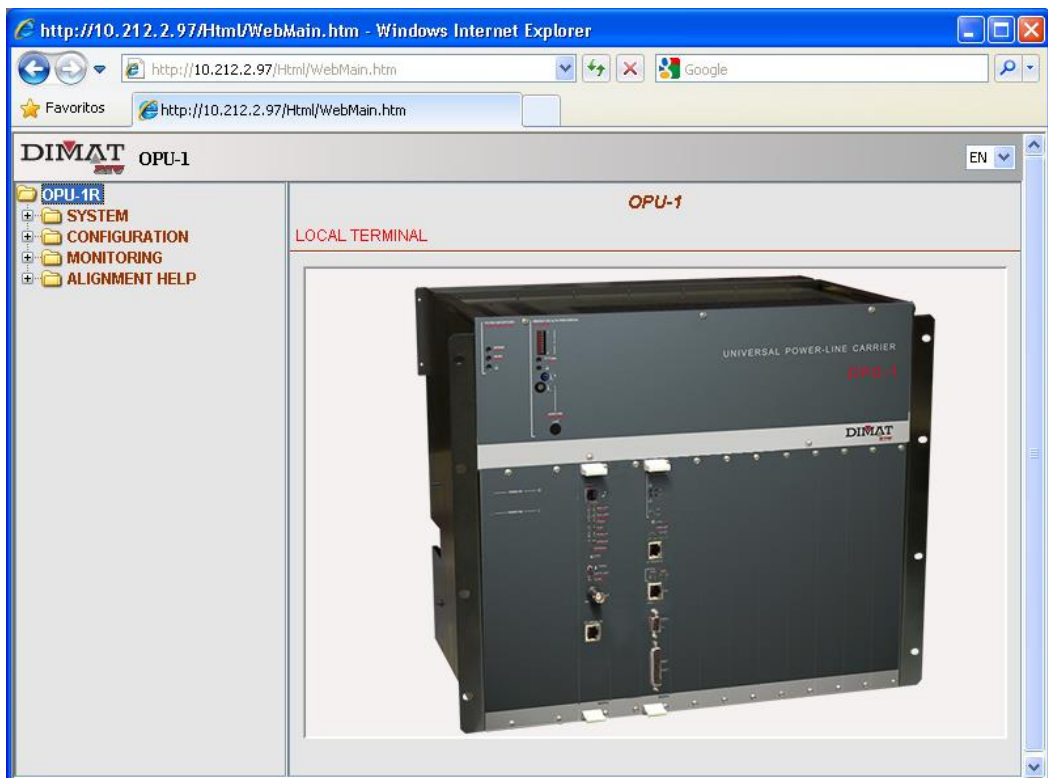 http://10.212.2.97/Html/WebMain.htm - Windows Internet Explorer
http://10.212.2.97/Html/WebMain.htm
Google
Favoritos
http://10.212.2.97/Html/WebMain.htm
DIMAT OPU-1
EN
OPU-1R
SYSTEM
CONFIGURATION
MONITORING
ALIGNMENT HELP
OPU-1
LOCAL TERMINAL
UNIVERSAL POWER-LINE CARRIER
OPU-1
DIMAT